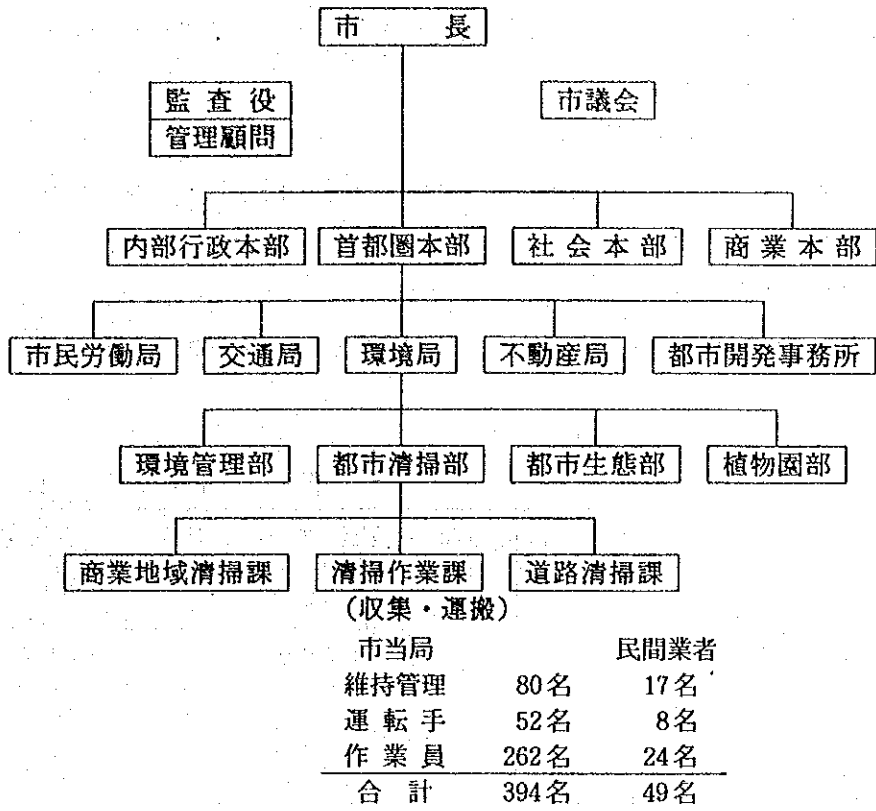 市長
監査役
市議会
管理顧問
内部行政本部 首都圏本部 社会本部 商業本部
市民労働局 交通局 環境局 不動産局 都市開発事務所
環境管理部 都市清掃部 都市生態部 植物園部
商業地域清掃課 清掃作業課 道路清掃課
(収集・運搬)
市当局 民間業者
維持管理 80名 17名
運転手 52名 8名
作業員 262名 24名
合計 394名 49名